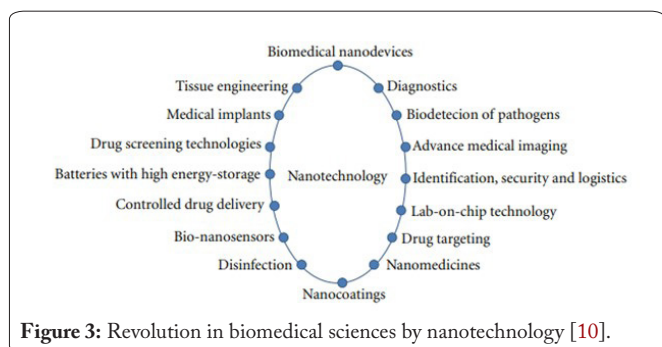 Biomedical nanodevices
Tissue engineering Diagnostics
Medical implants Biodetecion of pathogens
Drug screening technologies Advance medical imaging
Batteries with high energy-storage Nanotechnology Identification, security and logistics
Controlled drug delivery Lab-on-chip technology
Bio-nanosensors Drug targeting
Disinfection Nanomedicines
Nanocoatings
Figure 3: Revolution in biomedical sciences by nanotechnology [10].